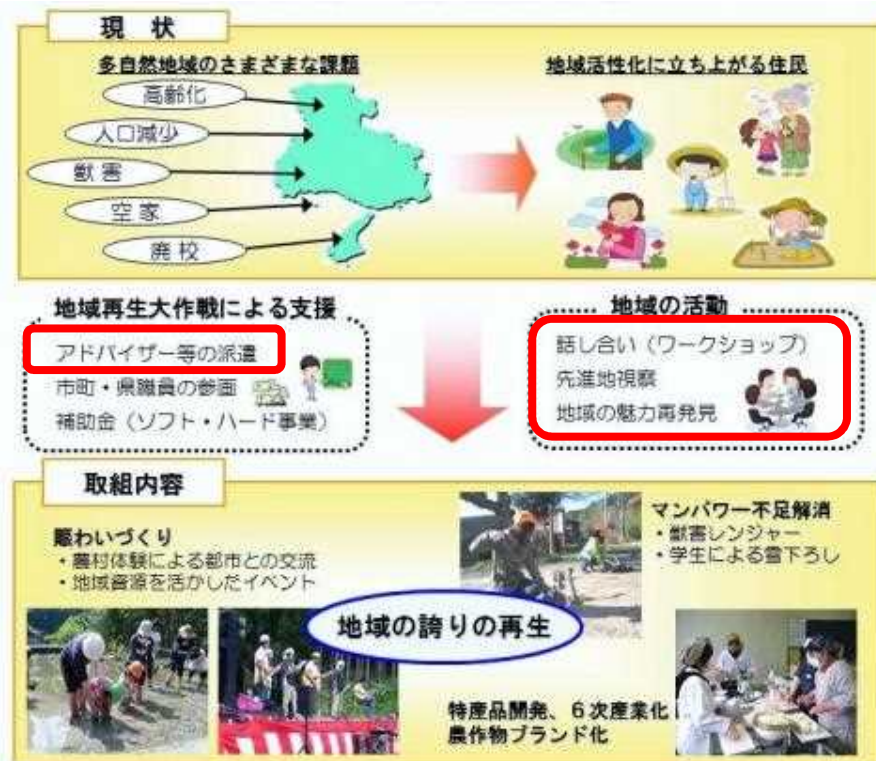 現 状
多自然地域のさまざまな課題
高齢化
人口減少
獣 害
空 家
廃 校
地域活性化に立ち上がる住民
地域再生大作戦による支援
アドバイザー等の派遣
市町・県職員の参画
補助金（ソフト・ハード事業）
地域の活動
話し合い（ワークショップ）
先進地視察
地域の魅力再発見
取組内容
賑わいづくり
・農村体験による都市との交流
・地域資源を活かしたイベント
マンパワー不足解消
・獣害レンジャー
・学生による雪下ろし
地域の誇りの再生
特産品開発、６次産業化
農作物ブランド化